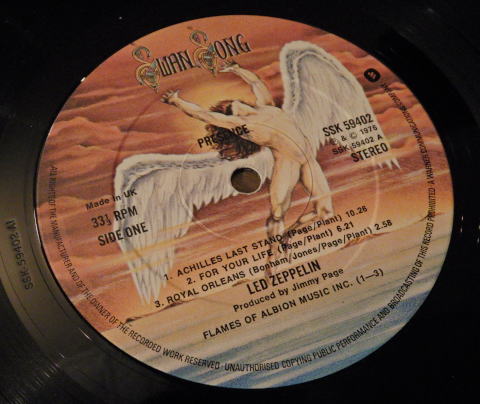 SWAN SONG
PRESENCE
Made in UK
33⅓ RPM
SIDE ONE
SSK 59402
℗ & © 1976
SSK 59402 A
STEREO
1. ACHILLES LAST STAND (Page/Plant) 10.26
2. FOR YOUR LIFE (Page/Plant) 6.21
3. ROYAL ORLEANS (Bonham/Jones/Page/Plant) 2.58
LED ZEPPELIN
Produced by Jimmy Page
FLAMES OF ALBION MUSIC INC. (1—3)
ALL RIGHTS OF THE MANUFACTURER AND OF THE OWNER OF THE RECORDED WORK RESERVED · UNAUTHORISED COPYING PUBLIC PERFORMANCE AND BROADCASTING OF THIS RECORD PROHIBITED
A WARNER COMMUNICATIONS COMPANY